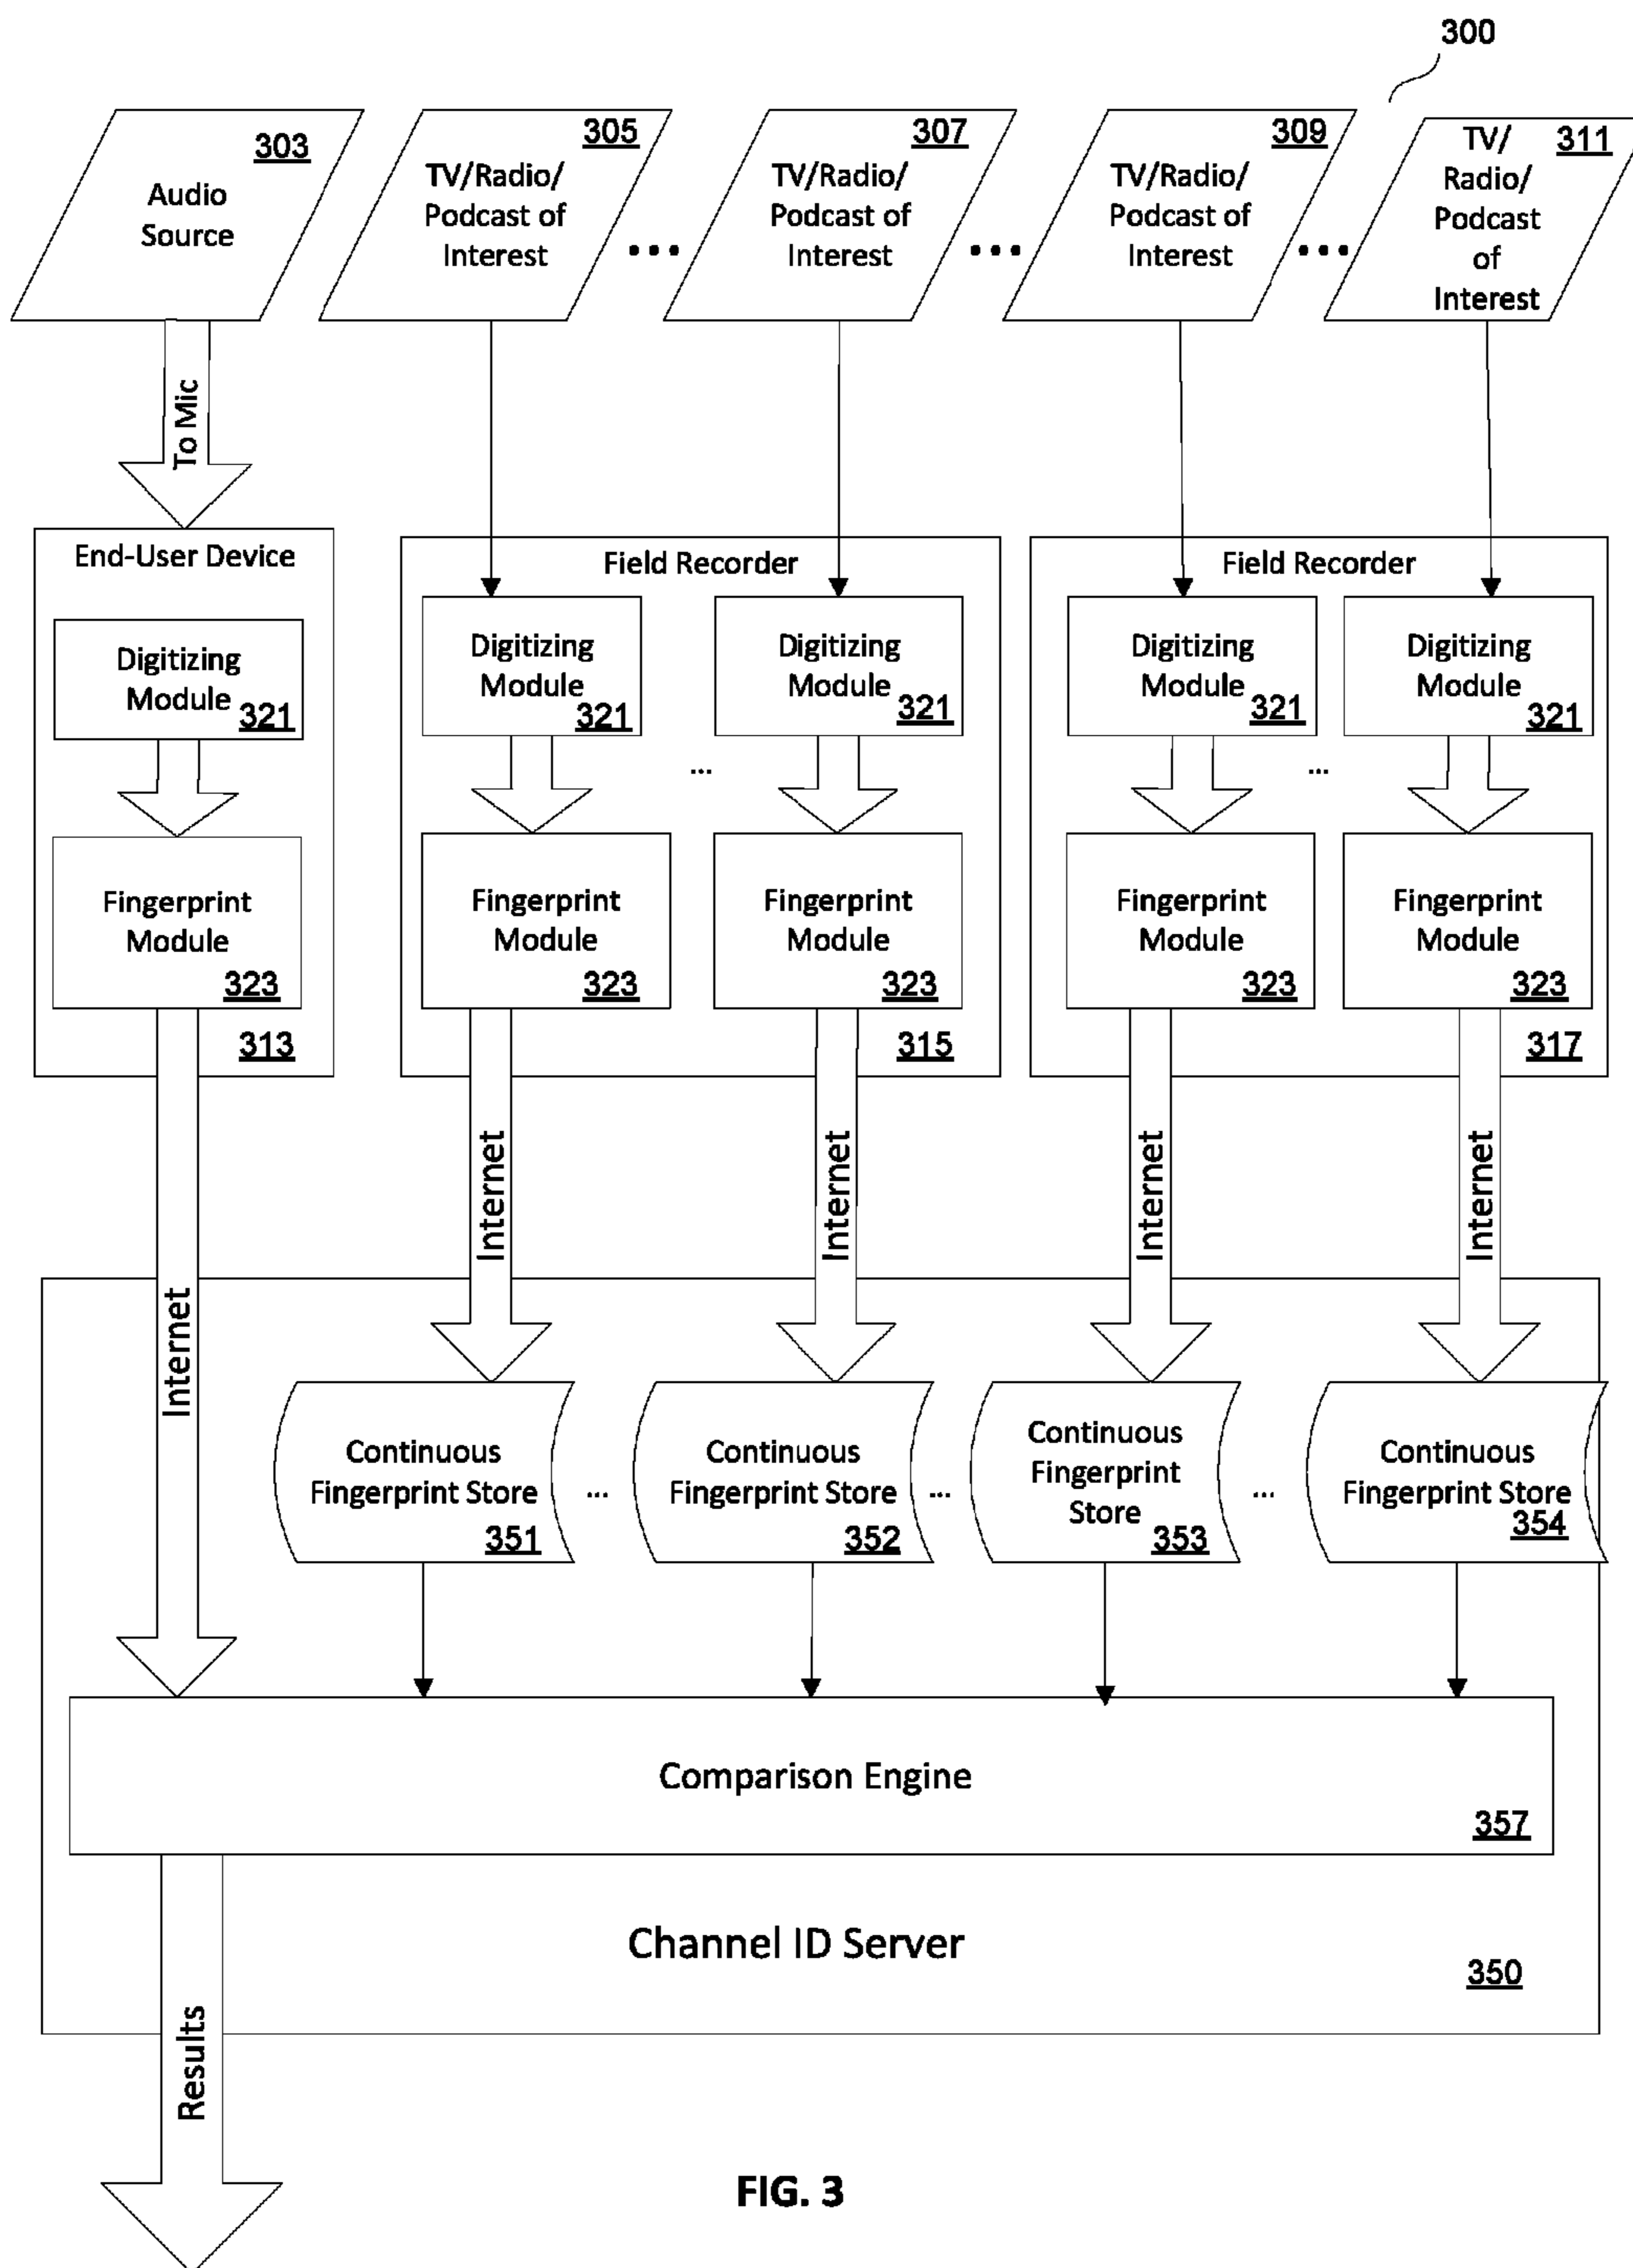 300
303
Audio
Source
305
TV/Radio/
Podcast of
Interest
...
307
TV/Radio/
Podcast of
Interest
...
309
TV/Radio/
Podcast of
Interest
...
311
TV/
Radio/
Podcast
of
Interest
To Mic
End-User Device
Digitizing
Module
321
Fingerprint
Module
323
313
Field Recorder
Digitizing
Module
321
...
Digitizing
Module
321
Fingerprint
Module
323
Fingerprint
Module
323
315
Field Recorder
Digitizing
Module
321
...
Digitizing
Module
321
Fingerprint
Module
323
Fingerprint
Module
323
317
Internet
Internet
Internet
Internet
Internet
Continuous
Fingerprint Store
351
...
Continuous
Fingerprint Store
352
...
Continuous
Fingerprint
Store
353
...
Continuous
Fingerprint Store
354
Comparison Engine
357
Channel ID Server
350
Results
FIG. 3